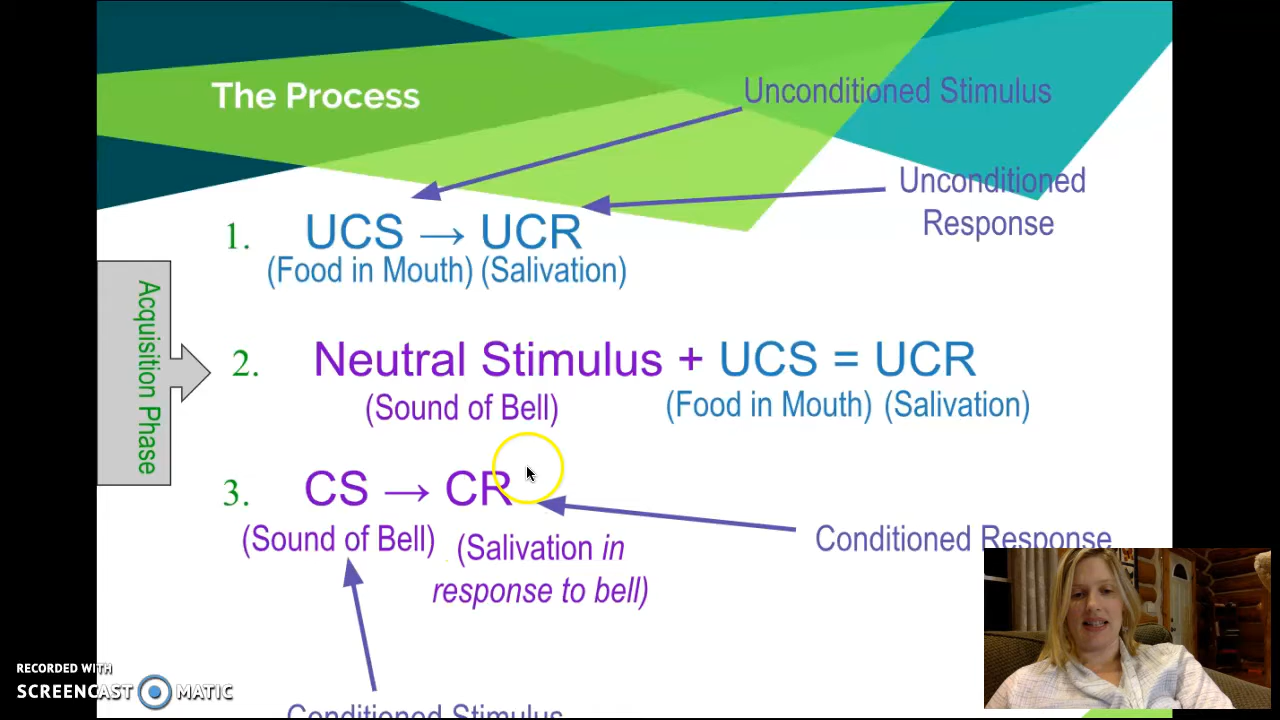 The Process
Unconditioned Stimulus
Unconditioned
Response
1. UCS → UCR
(Food in Mouth) (Salivation)
Acquisition Phase
2. Neutral Stimulus + UCS = UCR
(Sound of Bell) (Food in Mouth) (Salivation)
3. CS → CR
(Sound of Bell) (Salivation in
response to bell)
Conditioned Response
Conditioned Stimulus
RECORDED WITH
SCREENCAST MATIC